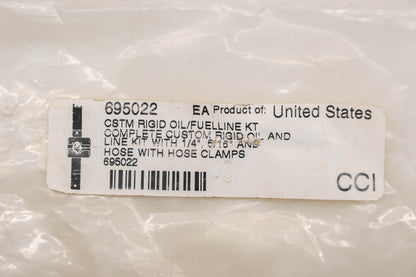 695022 EA Product of: United States
CSTM RIGID OIL/FUELLINE KT
COMPLETE CUSTOM RIGID OIL AND
LINE KIT WITH 1/4", 5/16" AND
HOSE WITH HOSE CLAMPS
695022
CCI